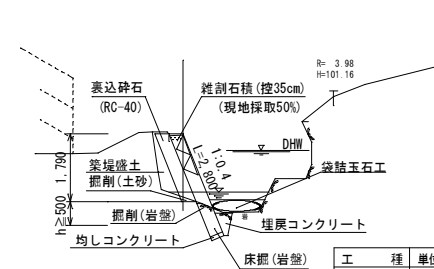 R= 3.98
H=101.16
裏込砕石
(RC-40)
雑割石積(控35cm)
(現地採取50%)
1:0.4
L=2,800
DHW
1.790
h≧500
築堤盛土
掘削(土砂)
袋詰玉石工
掘削(岩盤)
埋戻コンクリート
均しコンクリート
岩
床掘(岩盤)
工 種 単位